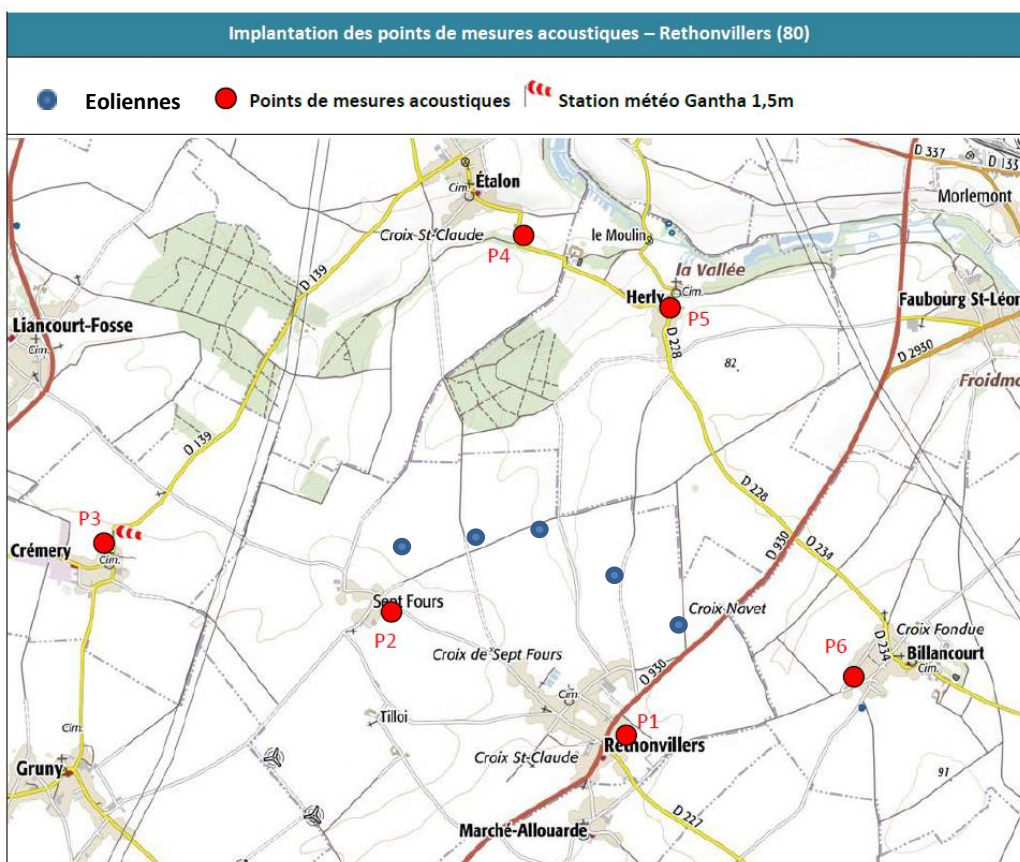 Implantation des points de mesures acoustiques – Rethonvillers (80)
Eoliennes
Points de mesures acoustiques
Station météo Gantha 1,5m
D 337
D 133
Morlemont
Étalon
Cim.
Croix St-Claude
P4
le Moulin
la Vallée
Cim.
Herly
P5
Faubourg St-Léon
D 139
Liancourt-Fosse
Cim.
D 228
82
D 2930
D 139
P3
Crémery
Cim.
D 228
D 930
D 234
Sept Fours
P2
Croix Navet
Croix de Sept Fours
P6
Croix Fondue
D 234
Billancourt
Cim.
D 930
Cim.
Tilloi
Cim.
P1
Rethonvillers
Croix St-Claude
Gruny
91
D 227
Marché-Allouarde